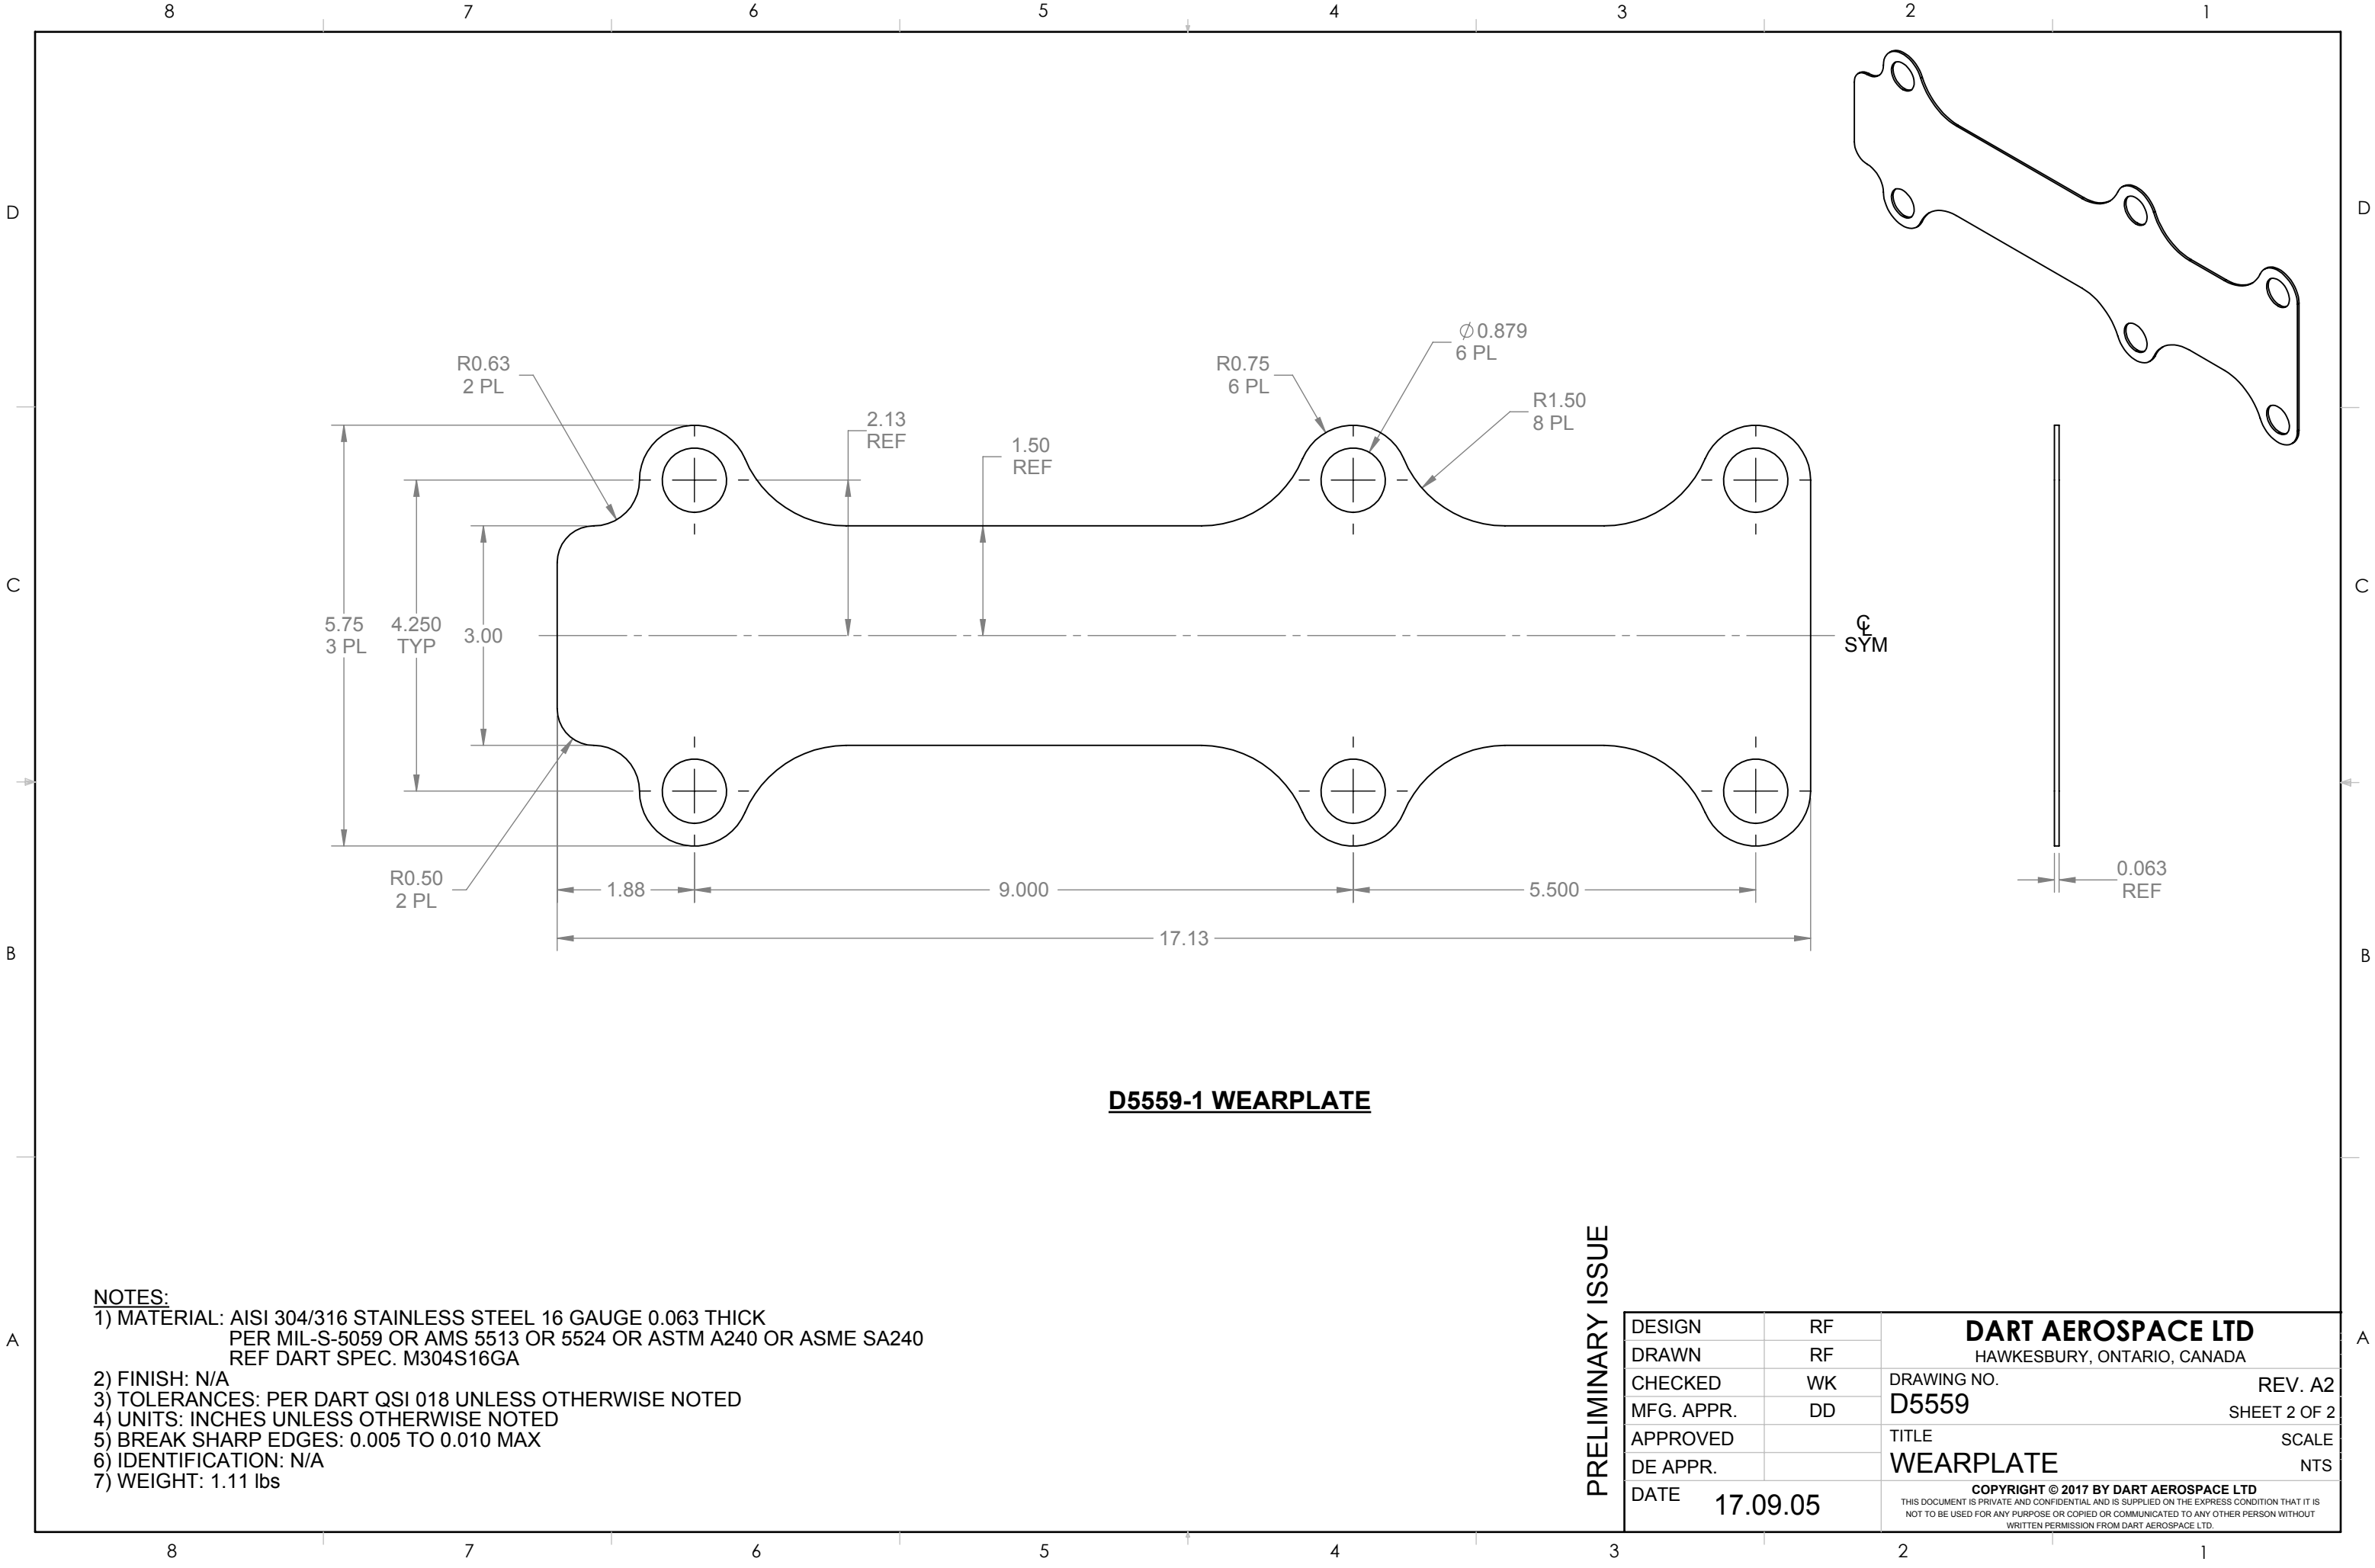 8 7 6 5 4 3 2 1
D
D
R0.63
2 PL
R0.75
6 PL
Ø0.879
6 PL
R1.50
8 PL
2.13
REF
1.50
REF
C
C
5.75
3 PL
4.250
TYP
3.00
℄
SYM
R0.50
2 PL
1.88
9.000
5.500
0.063
REF
17.13
B
B
D5559-1 WEARPLATE
NOTES:
1) MATERIAL: AISI 304/316 STAINLESS STEEL 16 GAUGE 0.063 THICK
PER MIL-S-5059 OR AMS 5513 OR 5524 OR ASTM A240 OR ASME SA240
REF DART SPEC. M304S16GA
2) FINISH: N/A
3) TOLERANCES: PER DART QSI 018 UNLESS OTHERWISE NOTED
4) UNITS: INCHES UNLESS OTHERWISE NOTED
5) BREAK SHARP EDGES: 0.005 TO 0.010 MAX
6) IDENTIFICATION: N/A
7) WEIGHT: 1.11 lbs
A
A
PRELIMINARY ISSUE
DESIGN RF
DRAWN RF
CHECKED WK
MFG. APPR. DD
APPROVED
DE APPR.
DATE 17.09.05
DART AEROSPACE LTD
HAWKESBURY, ONTARIO, CANADA
DRAWING NO. REV. A2
D5559 SHEET 2 OF 2
TITLE SCALE
WEARPLATE NTS
COPYRIGHT © 2017 BY DART AEROSPACE LTD
THIS DOCUMENT IS PRIVATE AND CONFIDENTIAL AND IS SUPPLIED ON THE EXPRESS CONDITION THAT IT IS
NOT TO BE USED FOR ANY PURPOSE OR COPIED OR COMMUNICATED TO ANY OTHER PERSON WITHOUT
WRITTEN PERMISSION FROM DART AEROSPACE LTD.
8 7 6 5 4 3 2 1